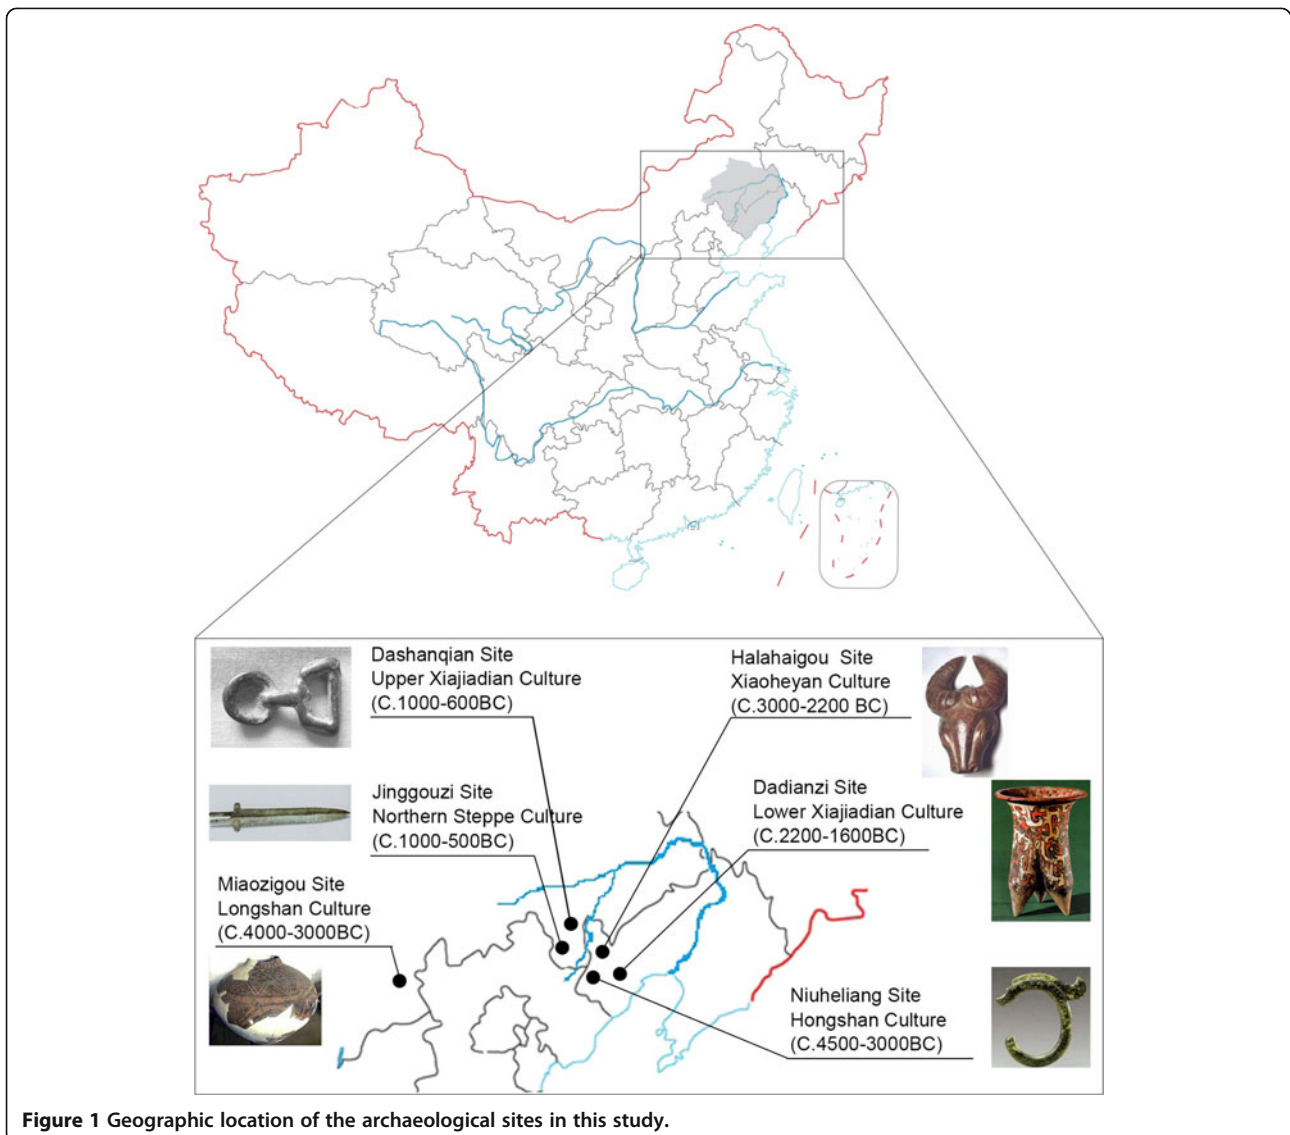 Dashanqian Site
Upper Xiajiadian Culture
(C.1000-600BC)
Halahaigou Site
Xiaoheyan Culture
(C.3000-2200 BC)
Jinggouzi Site
Northern Steppe Culture
(C.1000-500BC)
Dadianzi Site
Lower Xiajiadian Culture
(C.2200-1600BC)
Miaozigou Site
Longshan Culture
(C.4000-3000BC)
Niuheliang Site
Hongshan Culture
(C.4500-3000BC)
Figure 1 Geographic location of the archaeological sites in this study.